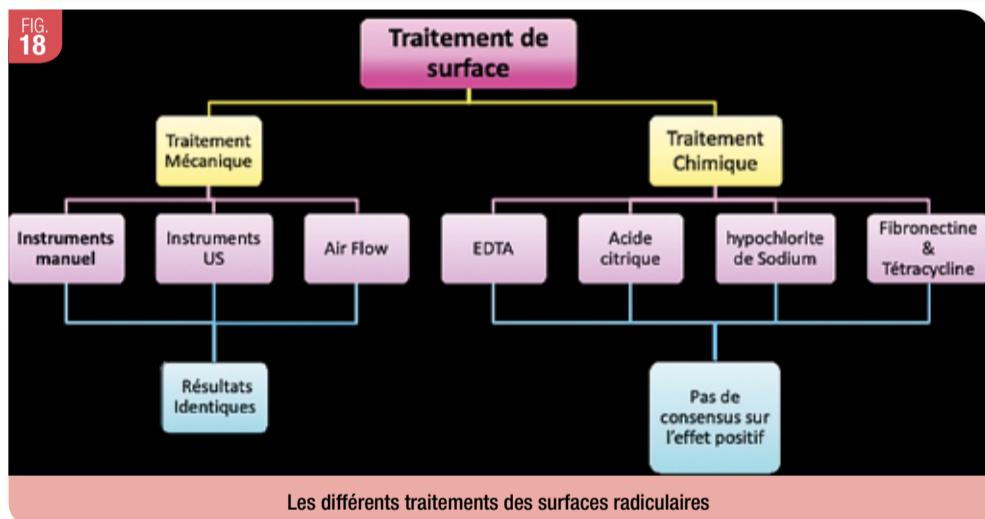 FIG.
18
Traitement de
surface
Traitement
Mécanique
Traitement
Chimique
Instruments
manuel
Instruments
US
Air Flow
EDTA
Acide
citrique
hypochlorite
de Sodium
Fibronectine
&
Tétracycline
Résultats
Identiques
Pas de
consensus sur
l'effet positif
Les différents traitements des surfaces radiculaires